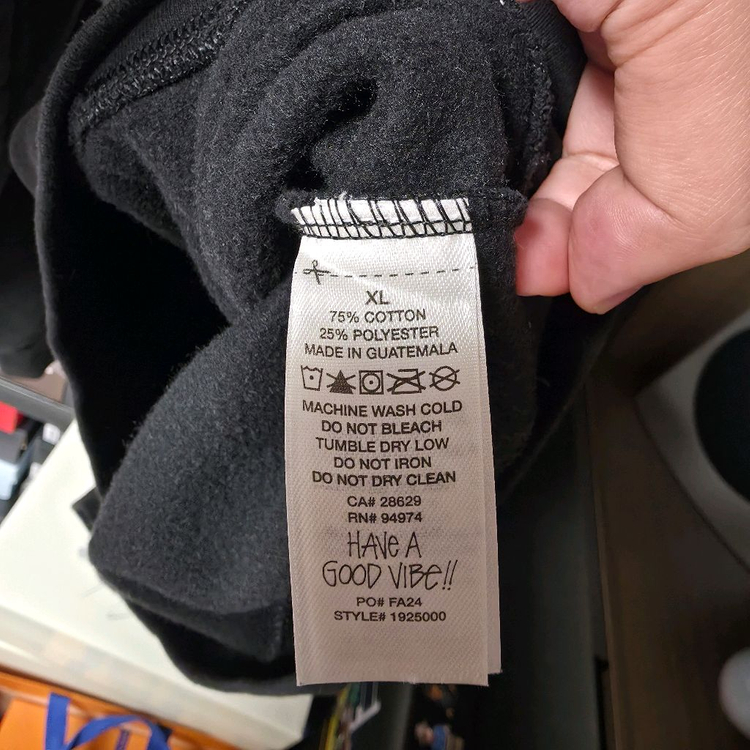 XL
75% COTTON
25% POLYESTER
MADE IN GUATEMALA
MACHINE WASH COLD
DO NOT BLEACH
TUMBLE DRY LOW
DO NOT IRON
DO NOT DRY CLEAN
CA# 28629
RN# 94974
HAVE A
GOOD VIBE!!
PO# FA24
STYLE# 1925000